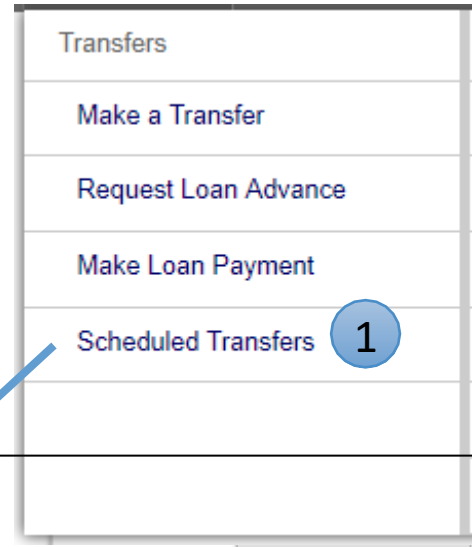 Transfers
Make a Transfer
Request Loan Advance
Make Loan Payment
Scheduled Transfers 1